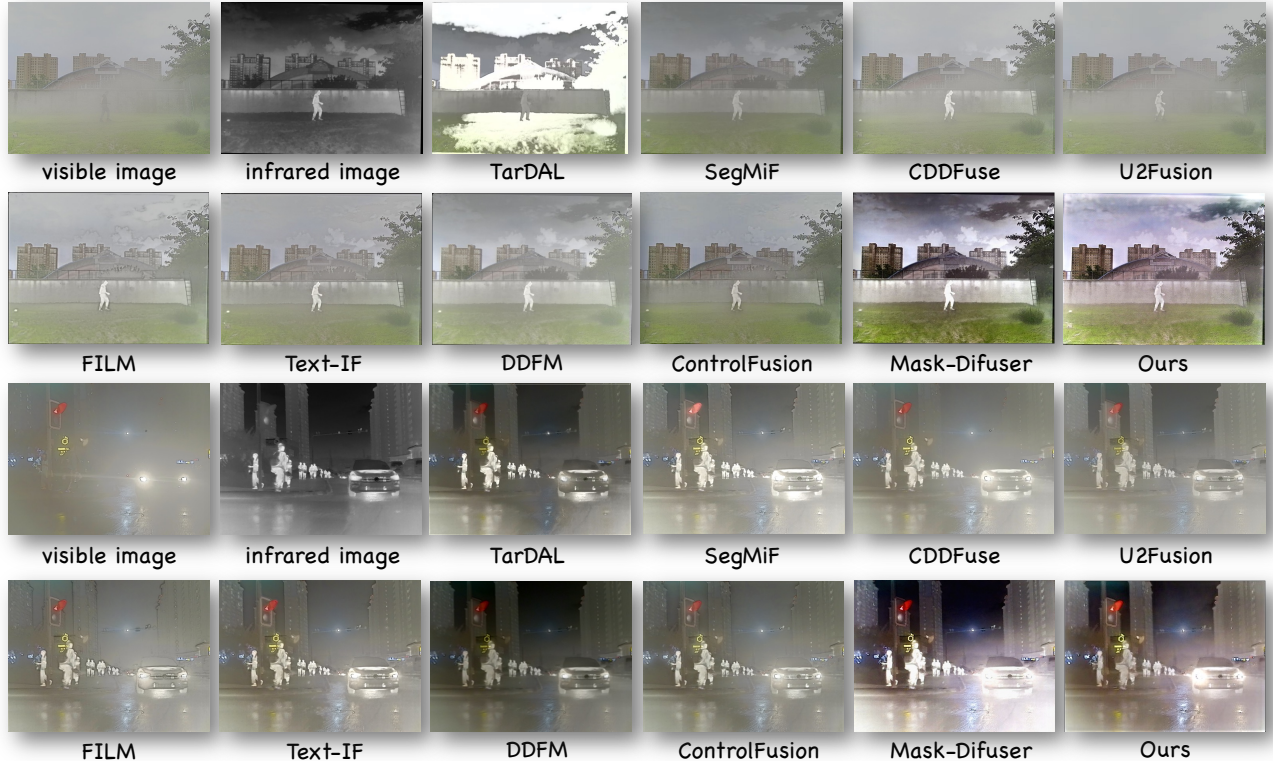 visible image infrared image TarDAL SegMiF CDDFuse U2Fusion
FILM Text-IF DDFM ControlFusion Mask-Difuser Ours
visible image infrared image TarDAL SegMiF CDDFuse U2Fusion
FILM Text-IF DDFM ControlFusion Mask-Difuser Ours